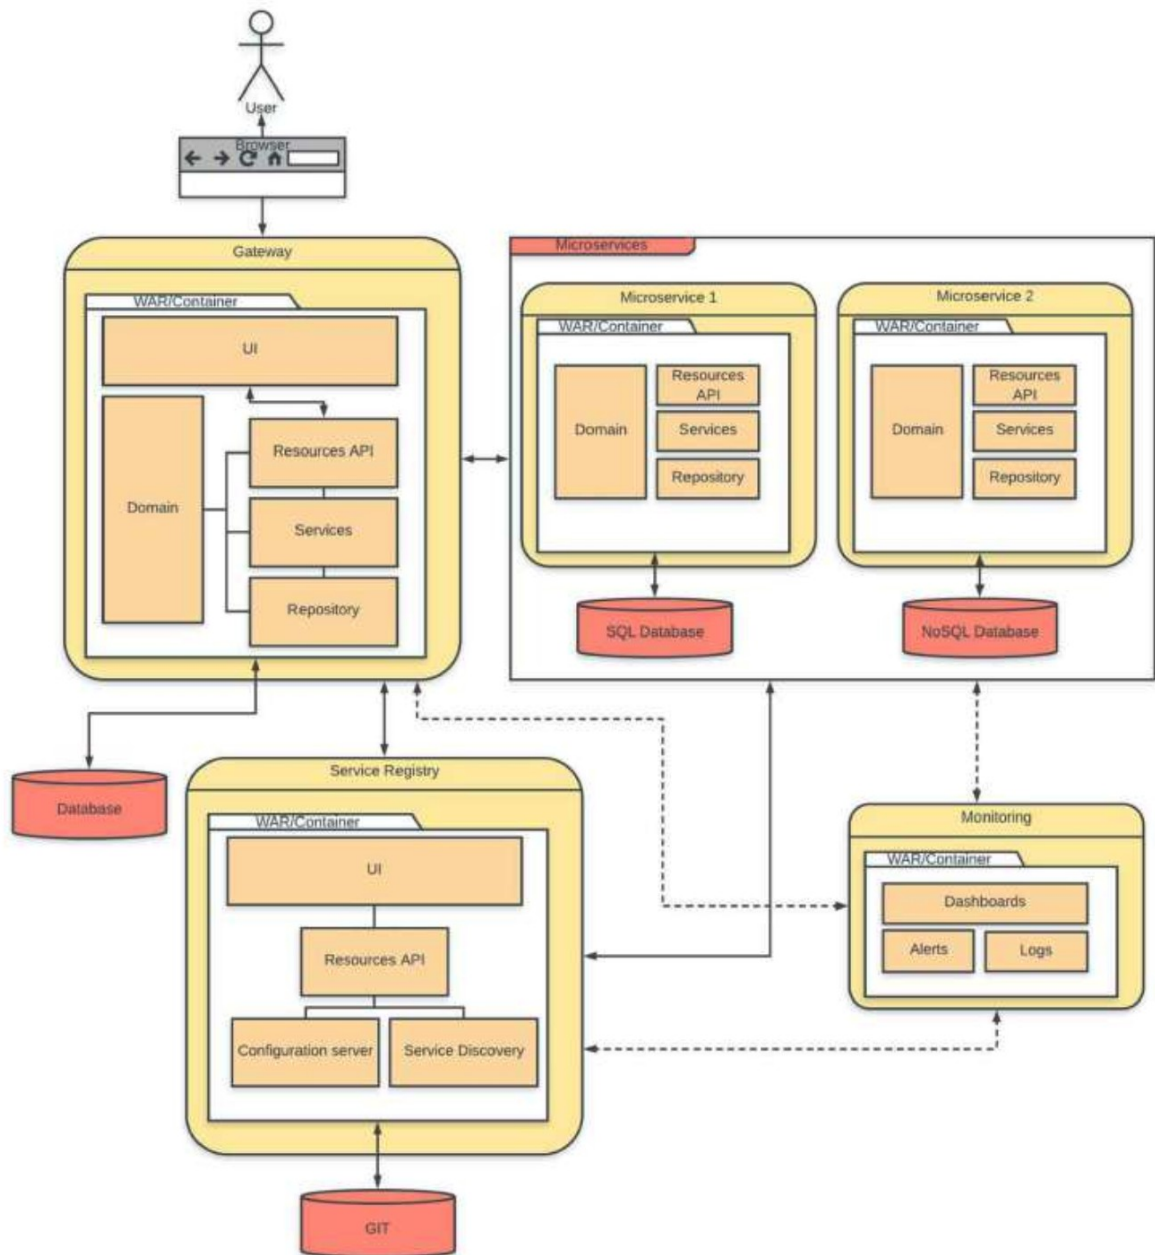 User
Browser
Gateway
WAR/Container
UI
Resources API
Domain
Services
Repository
Microservices
Microservice 1
WAR/Container
Domain
Resources
API
Services
Repository
SQL Database
Microservice 2
WAR/Container
Domain
Resources
API
Services
Repository
NoSQL Database
Database
Service Registry
WAR/Container
UI
Resources API
Configuration server
Service Discovery
GIT
Monitoring
WAR/Container
Dashboards
Alerts
Logs